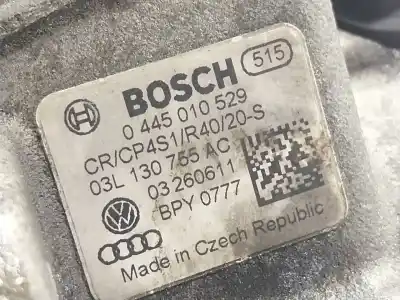 BOSCH 515
0 445 010 529
CR/CP4S1/R40/20-S
03L 130 755 AC
03 260611
BPY 0777
Made in Czech Republic